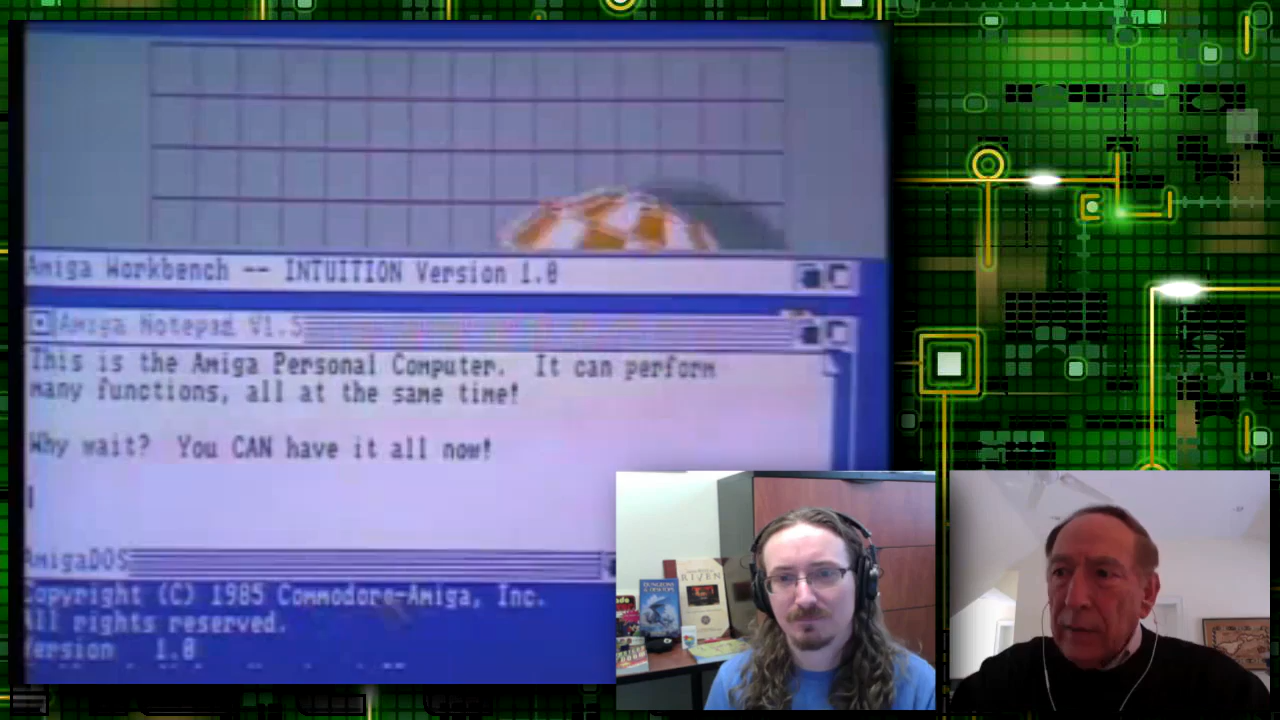 Amiga Workbench -- INTUITION Version 1.0
Amiga Notepad V1.5
This is the Amiga Personal Computer. It can perform
many functions, all at the same time!
Why wait? You CAN have it all now!
AmigaDOS
Copyright (C) 1985 Commodore-Amiga, Inc.
All rights reserved.
Version 1.0
DUNGEONS
RIZEN